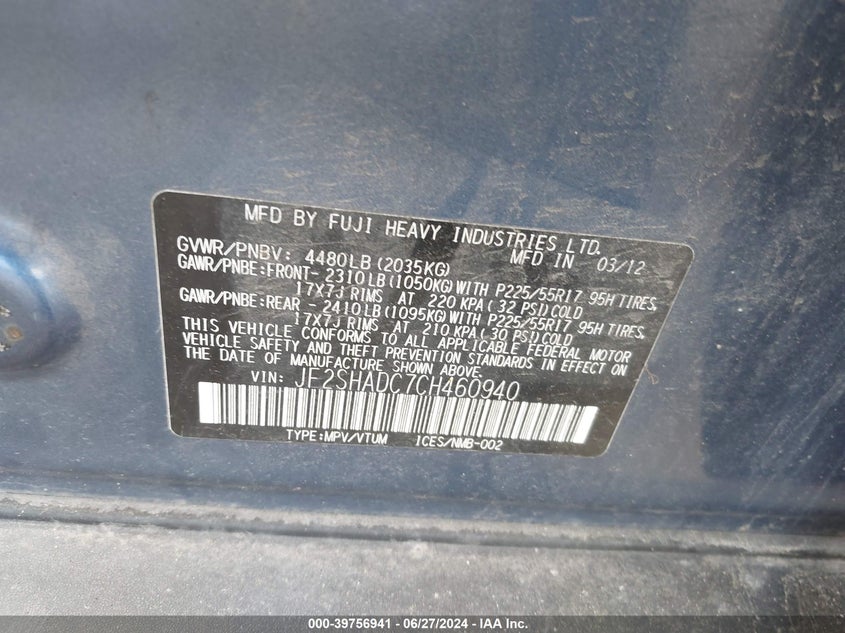 MFD BY FUJI HEAVY INDUSTRIES LTD.
GVWR/PNBV: 4480LB(2035KG) MFD IN 03/12
GAWR/PNBE:FRONT- 2310LB(1050KG)WITH P225/55R17 95H TIRES,
17X7J RIMS AT 220 KPA(32 PSI)COLD
GAWR/PNBE:REAR - 2410LB(1095KG)WITH P225/55R17 95H TIRES,
17X7J RIMS AT 210 KPA(30 PSI)COLD
THIS VEHICLE CONFORMS TO ALL APPLICABLE FEDERAL MOTOR
VEHICLE SAFETY AND THEFT PREVENTION STANDARDS IN EFFECT ON
THE DATE OF MANUFACTURE SHOWN ABOVE.
VIN: JF2SHADC7CH460940
TYPE:MPV/VTUM ICES/NMB-002
000-39756941 - 06/27/2024 - IAA Inc.